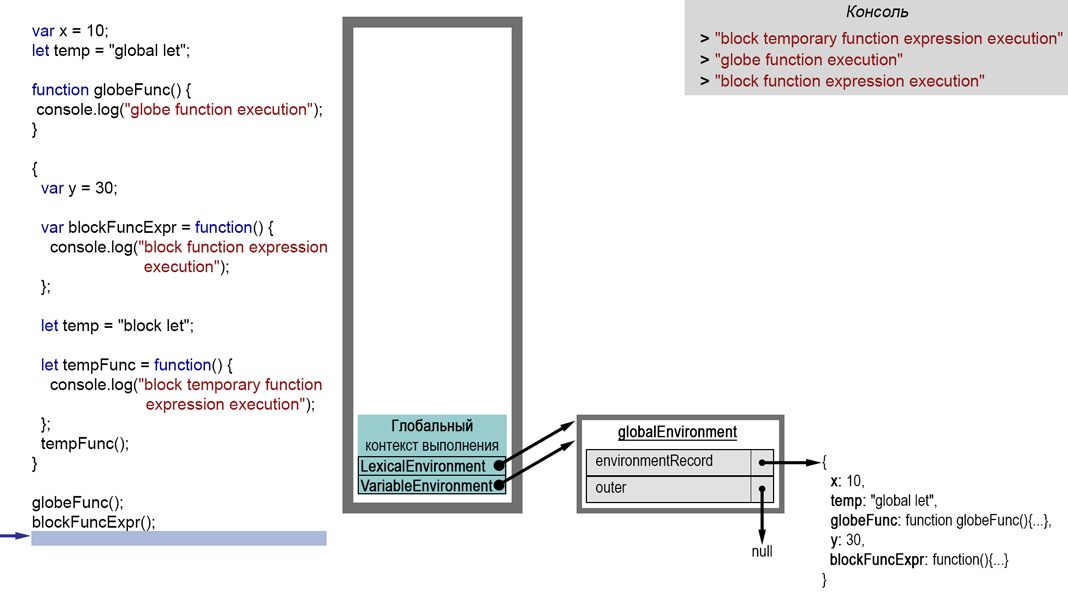 var x = 10;
let temp = "global let";
function globeFunc() {
console.log("globe function execution");
}
{
var y = 30;
var blockFuncExpr = function() {
console.log("block function expression
execution");
};
let temp = "block let";
let tempFunc = function() {
console.log("block temporary function
expression execution");
};
tempFunc();
}
globeFunc();
blockFuncExpr();
Глобальный
контекст выполнения
LexicalEnvironment
VariableEnvironment
Консоль
> "block temporary function expression execution"
> "globe function execution"
> "block function expression execution"
globalEnvironment
environmentRecord
outer
null
{
x: 10,
temp: "global let",
globeFunc: function globeFunc(){...},
y: 30,
blockFuncExpr: function(){...}
}